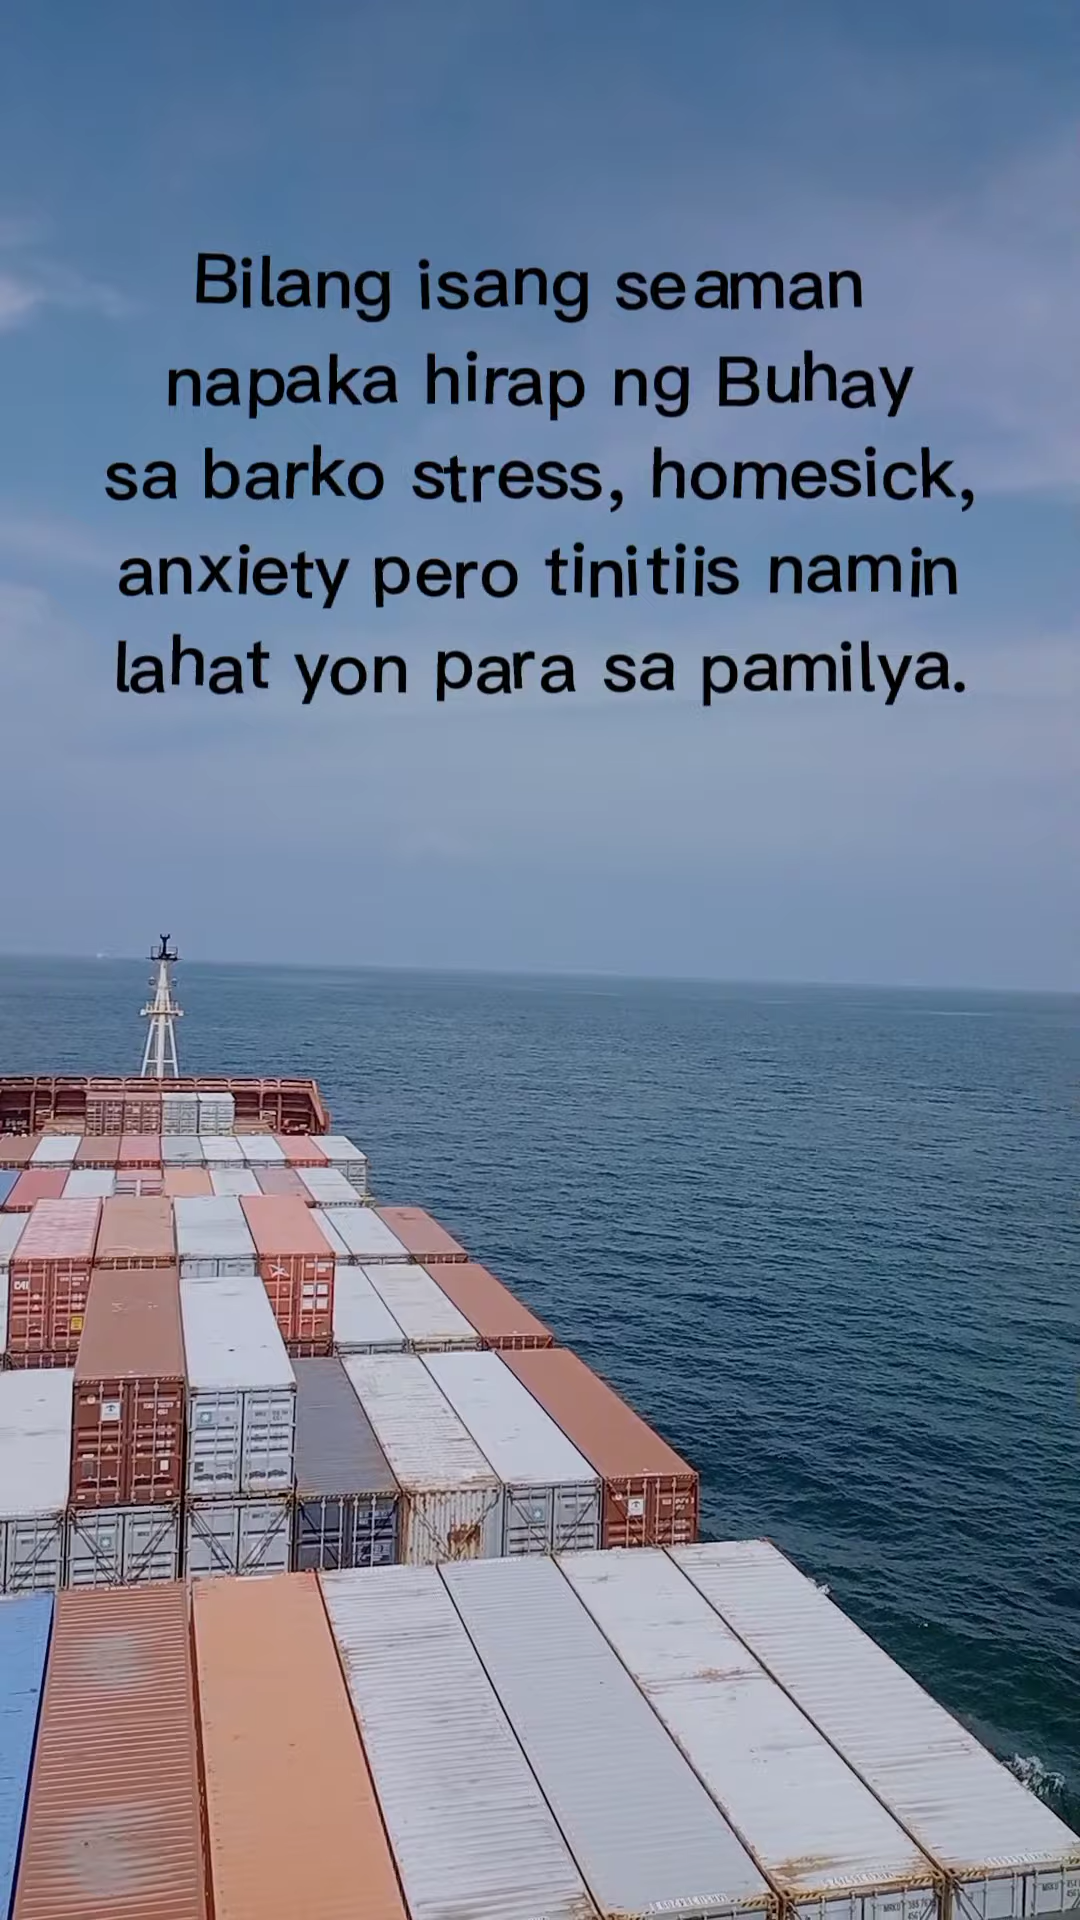 Bilang isang seaman
napaka hirap ng Buhay
sa barko stress, homesick,
anxiety pero tinitiis namin
lahat yon para sa pamilya.